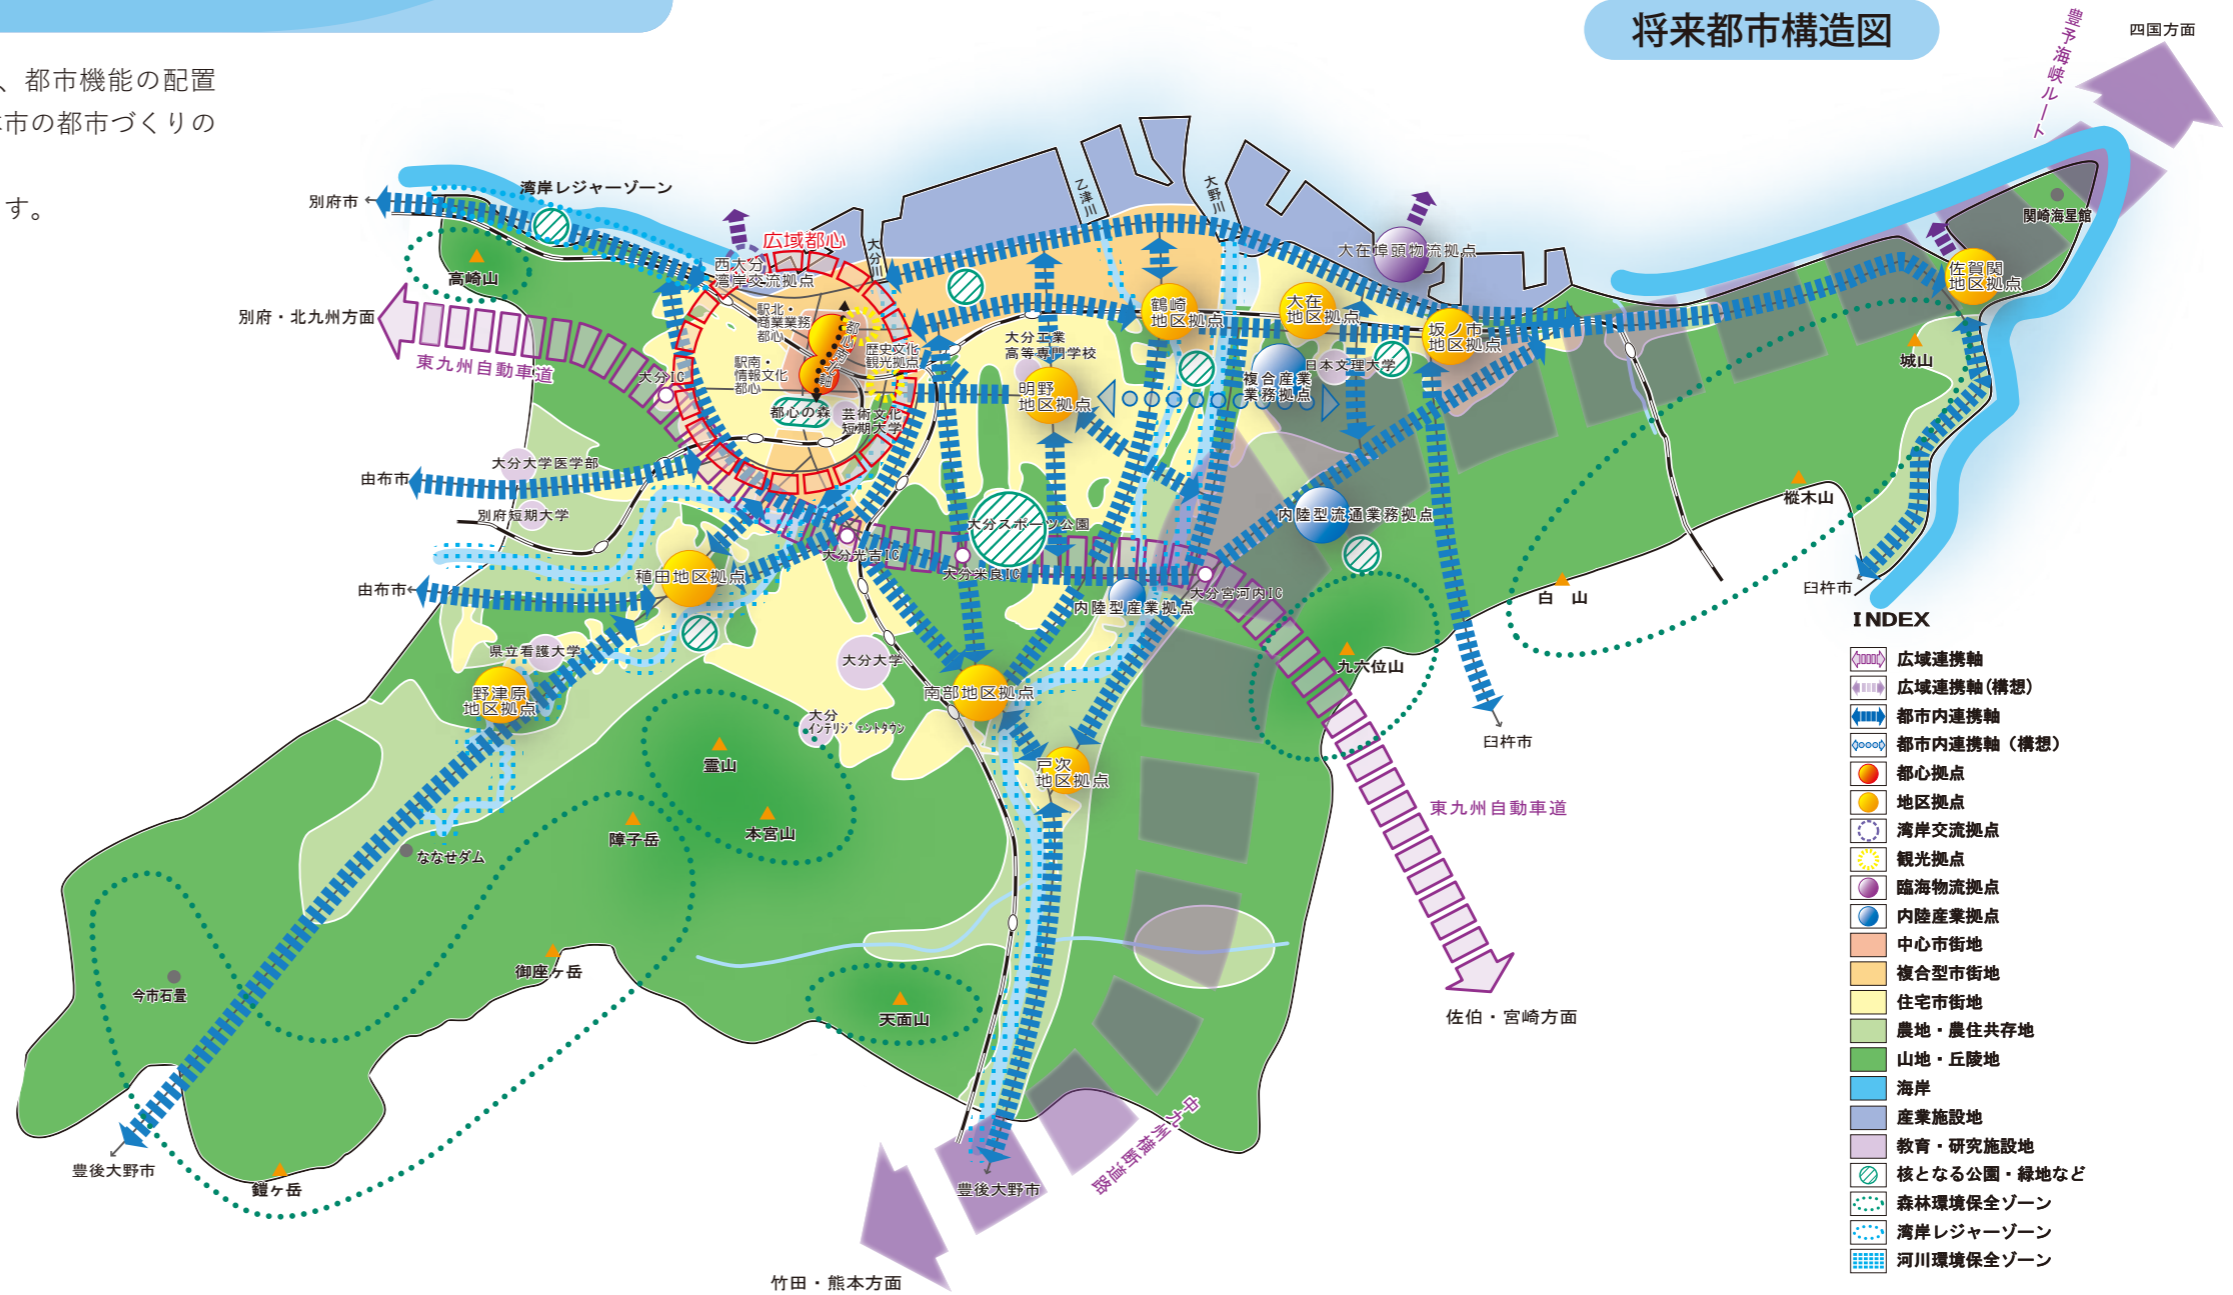 将来都市構造図
、都市機能の配置
市の都市づくりの
す。
四国方面
豊予海峡ルート
湾岸レジャーゾーン
別府市
高崎山
別府・北九州方面
東九州自動車道
広域都心
西大分
湾岸交流拠点
大分川
乙津川
大野川
駅北・
商業業務
都心
駅南・
情報文化
都心
歴史文化
観光拠点
都心の森
芸術文化
短期大学
大分IC
大分工業
高等専門学校
明野
地区拠点
鶴崎
地区拠点
大在
地区拠点
大在埠頭物流拠点
坂ノ市
地区拠点
複合産業
業務拠点
日本文理大学
佐賀関
地区拠点
関崎海星館
城山
樅木山
白 山
臼杵市
由布市
大分大学医学部
別府短期大学
由布市
稙田地区拠点
大分光吉IC
大分米良IC
大分スポーツ公園
内陸型流通業務拠点
内陸型産業拠点
大分宮河内IC
九六位山
臼杵市
県立看護大学
野津原
地区拠点
大分大学
南部地区拠点
大分
インテリジェントタウン
戸次
地区拠点
霊山
本宮山
障子岳
ななせダム
御座ヶ岳
今市石畳
天面山
東九州自動車道
佐伯・宮崎方面
豊後大野市
鎧ヶ岳
豊後大野市
中九州横断道路
竹田・熊本方面
INDEX
広域連携軸
広域連携軸(構想)
都市内連携軸
都市内連携軸(構想)
都心拠点
地区拠点
湾岸交流拠点
観光拠点
臨海物流拠点
内陸産業拠点
中心市街地
複合型市街地
住宅市街地
農地・農住共存地
山地・丘陵地
海岸
産業施設地
教育・研究施設地
核となる公園・緑地など
森林環境保全ゾーン
湾岸レジャーゾーン
河川環境保全ゾーン